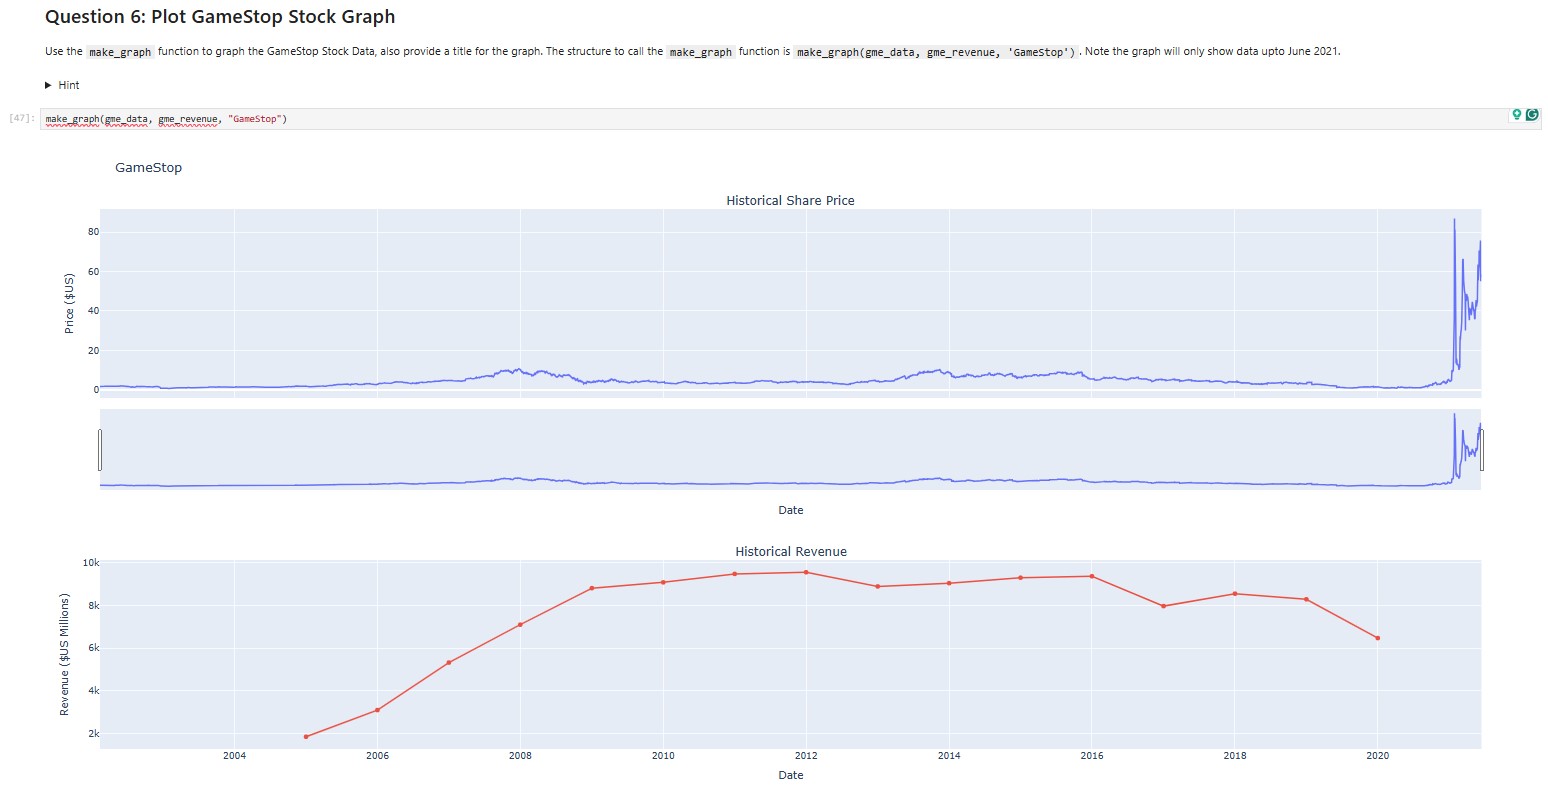 Question 6: Plot GameStop Stock Graph
Use the make_graph function to graph the GameStop Stock Data, also provide a title for the graph. The structure to call the make_graph function is make_graph(gme_data, gme_revenue, 'GameStop') . Note the graph will only show data upto June 2021.
Hint
[47]: make_graph(gme_data, gme_revenue, "GameStop")
GameStop
Historical Share Price
80
60
40
20
0
Price ($US)
Date
Historical Revenue
10k
8k
6k
4k
2k
Revenue ($US Millions)
2004 2006 2008 2010 2012 2014 2016 2018 2020
Date